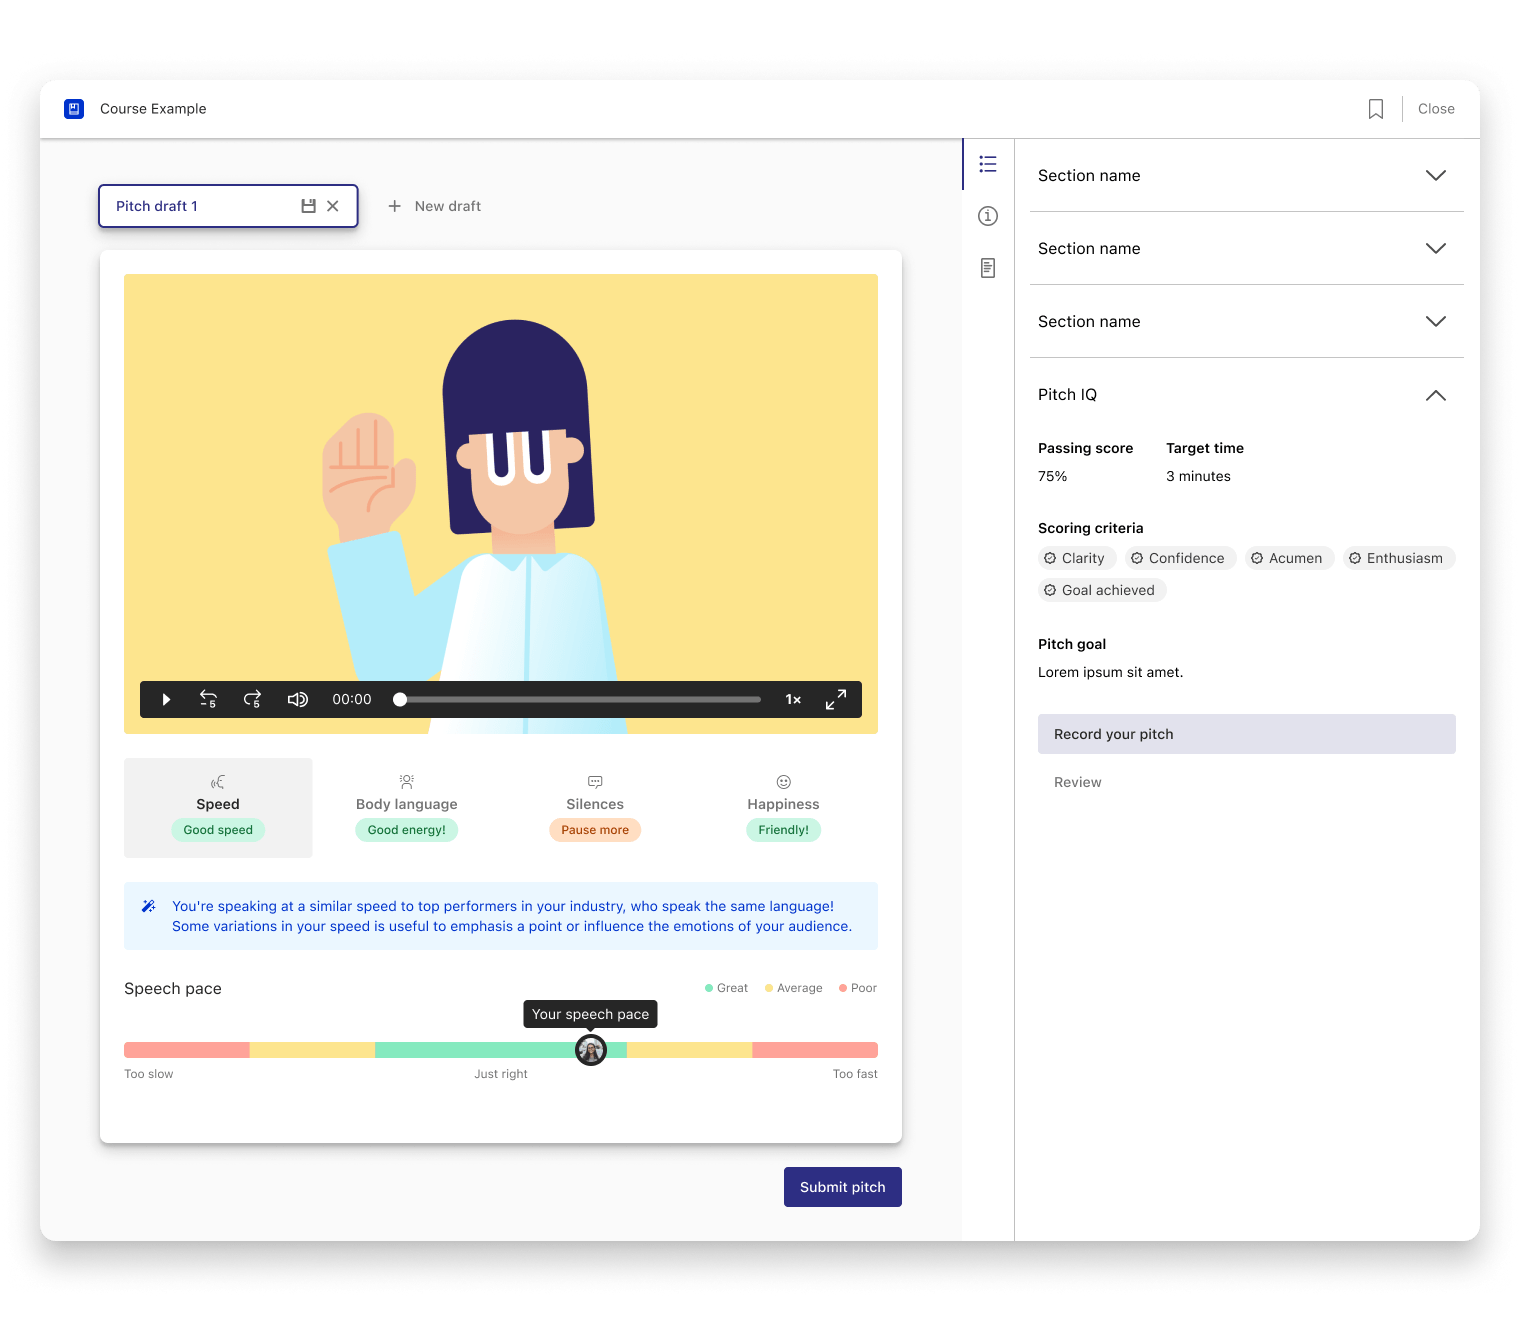 Course Example
Close
Pitch draft 1
New draft
00:00
5
5
1×
Speed
Good speed
Body language
Good energy!
Silences
Pause more
Happiness
Friendly!
You're speaking at a similar speed to top performers in your industry, who speak the same language!
Some variations in your speed is useful to emphasis a point or influence the emotions of your audience.
Speech pace
Great
Average
Poor
Your speech pace
Too slow
Just right
Too fast
Submit pitch
Section name
Section name
Section name
Pitch IQ
Passing score
Target time
75%
3 minutes
Scoring criteria
Clarity
Confidence
Acumen
Enthusiasm
Goal achieved
Pitch goal
Lorem ipsum sit amet.
Record your pitch
Review